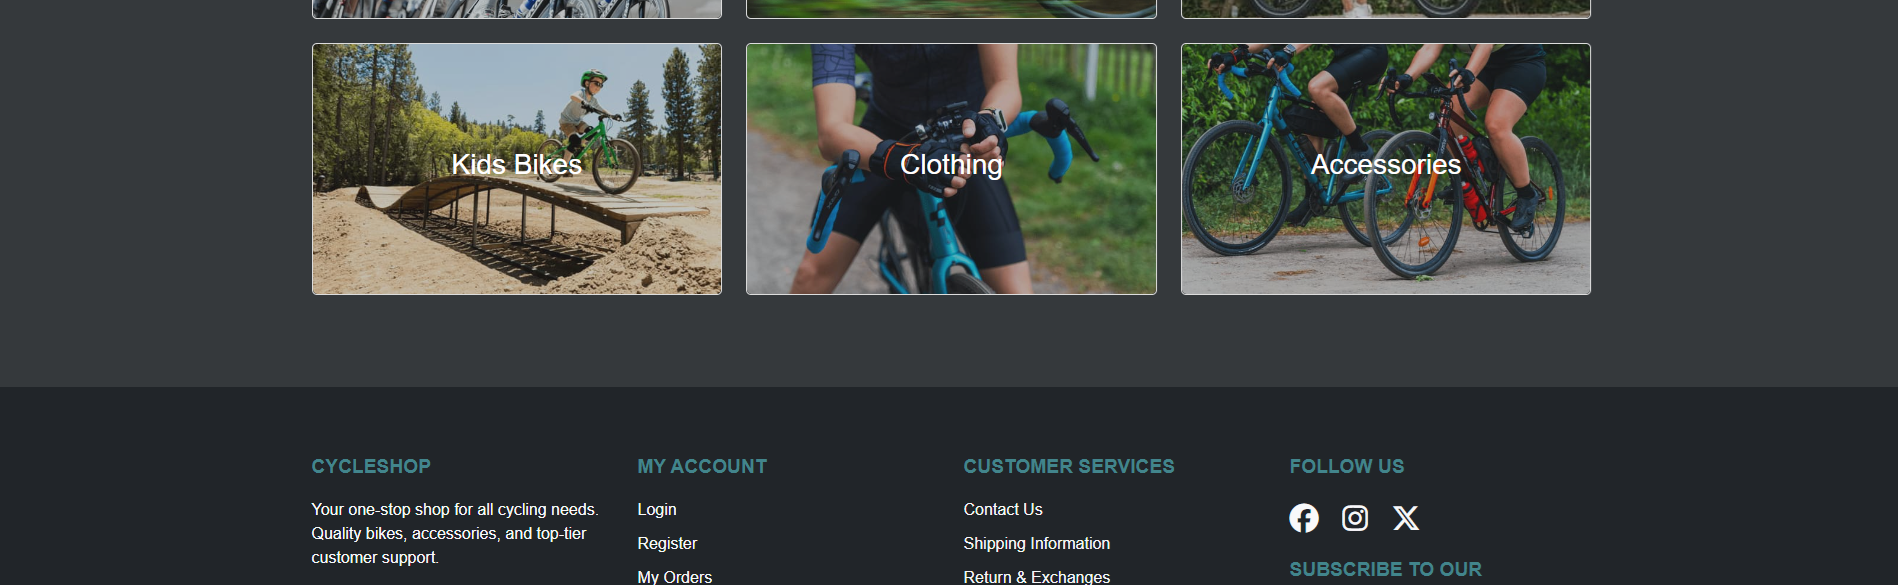 Kids Bikes
Clothing
Accessories
CYCLESHOP
Your one-stop shop for all cycling needs.
Quality bikes, accessories, and top-tier
customer support.
MY ACCOUNT
Login
Register
My Orders
CUSTOMER SERVICES
Contact Us
Shipping Information
Return & Exchanges
FOLLOW US
SUBSCRIBE TO OUR